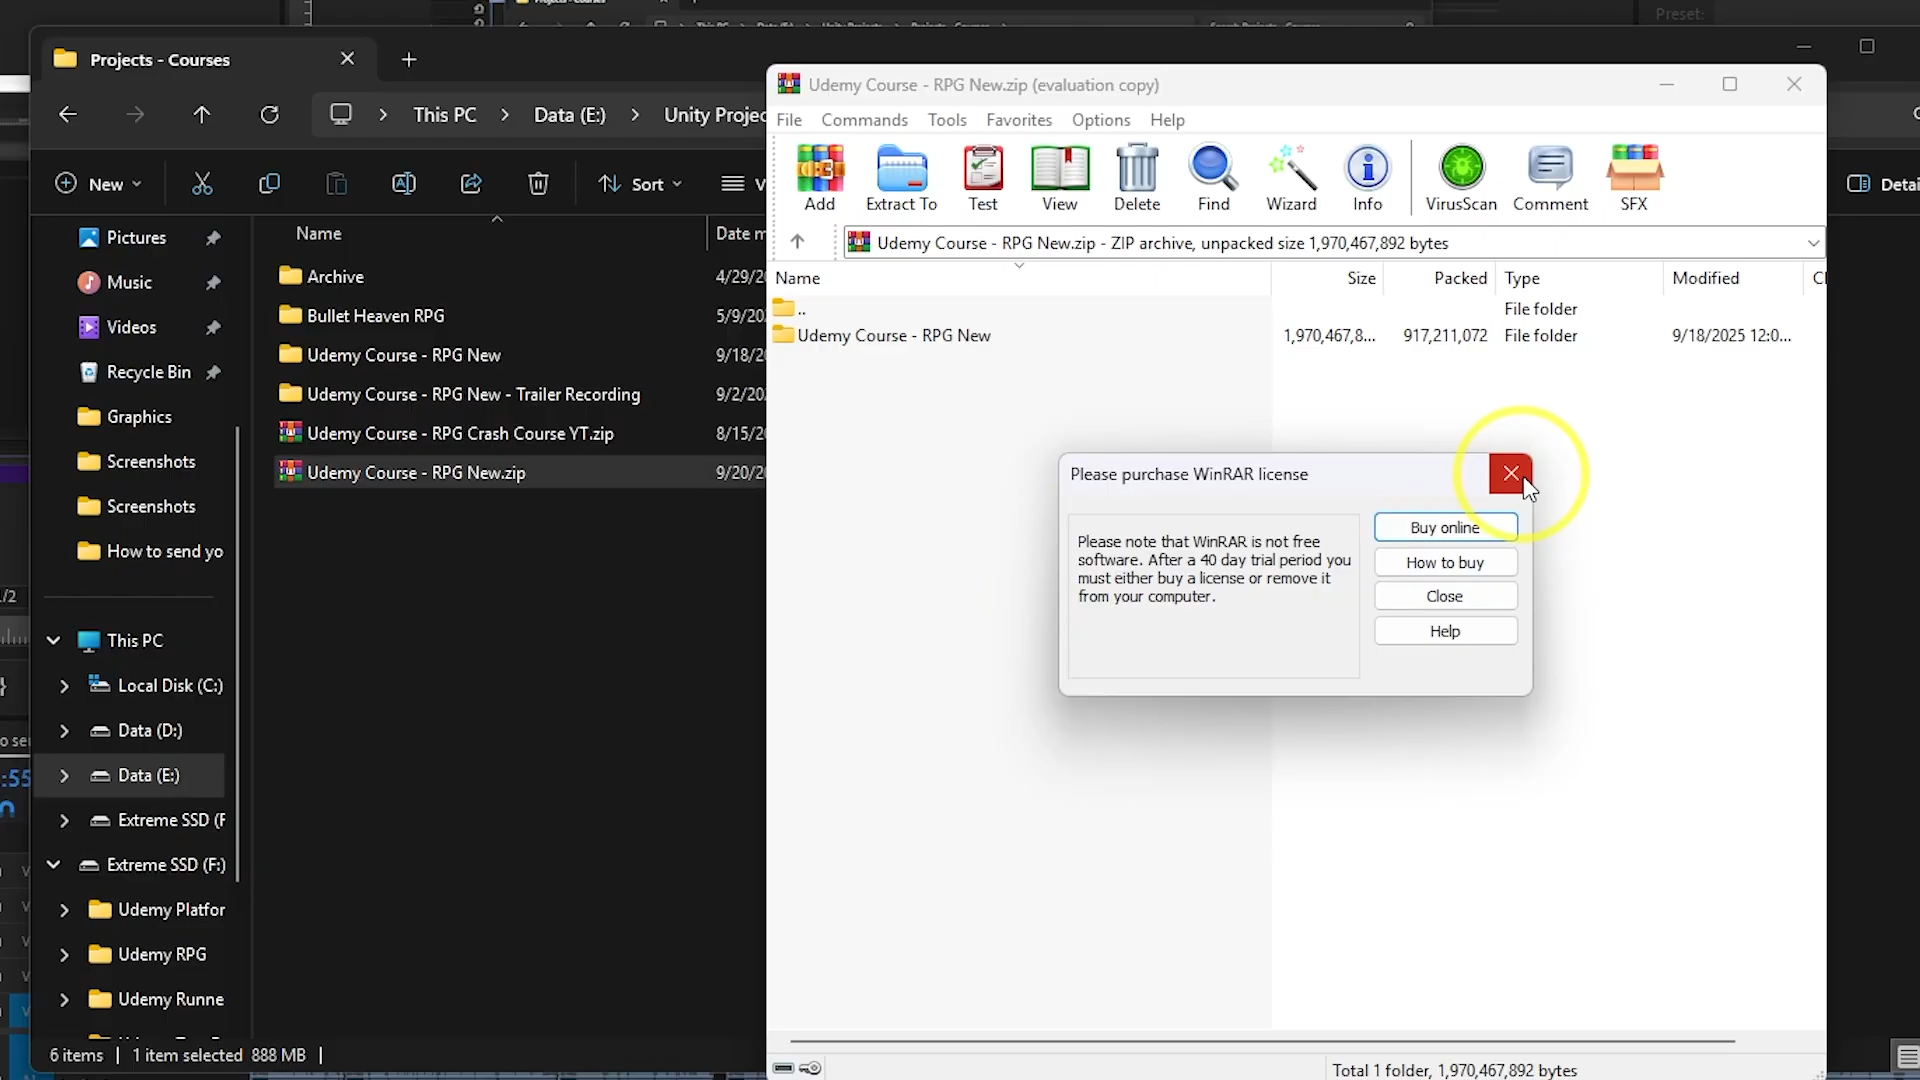 Preset:
Projects - Courses
This PC
Data (E:)
Unity Projec
New
Sort
Detai
Pictures
Music
Videos
Recycle Bin
Graphics
Screenshots
Screenshots
How to send yo
This PC
Local Disk (C:)
Data (D:)
Data (E:)
Extreme SSD (F
Extreme SSD (F:)
Udemy Platfor
Udemy RPG
Udemy Runne
Name
Date m
Archive
4/29/2
Bullet Heaven RPG
5/9/20
Udemy Course - RPG New
9/18/2
Udemy Course - RPG New - Trailer Recording
9/2/20
Udemy Course - RPG Crash Course YT.zip
8/15/2
Udemy Course - RPG New.zip
9/20/2
6 items
1 item selected 888 MB
Udemy Course - RPG New.zip (evaluation copy)
File Commands Tools Favorites Options Help
Add
Extract To
Test
View
Delete
Find
Wizard
Info
VirusScan
Comment
SFX
Udemy Course - RPG New.zip - ZIP archive, unpacked size 1,970,467,892 bytes
Name Size Packed Type Modified
.. File folder
Udemy Course - RPG New 1,970,467,8... 917,211,072 File folder 9/18/2025 12:0...
Please purchase WinRAR license
Please note that WinRAR is not free
software. After a 40 day trial period you
must either buy a license or remove it
from your computer.
Buy online
How to buy
Close
Help
Total 1 folder, 1,970,467,892 bytes